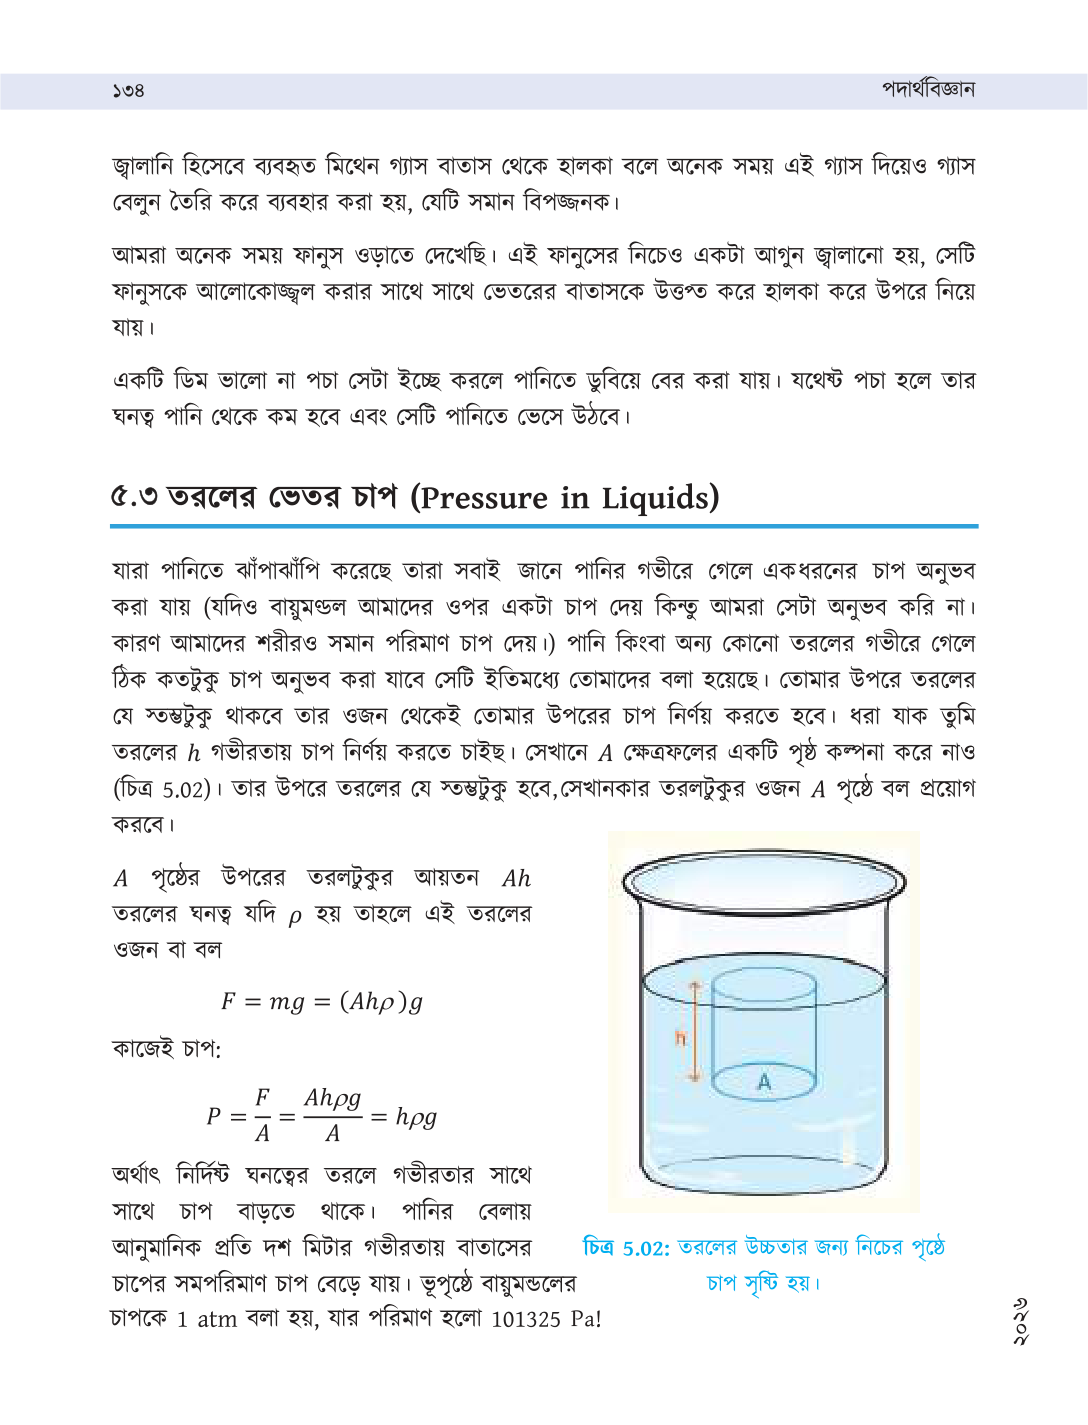 ১৩৪
পদার্থবিজ্ঞান
জ্বালানি হিসেবে ব্যবহৃত মিথেন গ্যাস বাতাস থেকে হালকা বলে অনেক সময় এই গ্যাস দিয়েও গ্যাস
বেলুন তৈরি করে ব্যবহার করা হয়, যেটি সমান বিপজ্জনক।
আমরা অনেক সময় ফানুস ওড়াতে দেখেছি। এই ফানুসের নিচেও একটা আগুন জ্বালানো হয়, সেটি
ফানুসকে আলোকোজ্জ্বল করার সাথে সাথে ভেতরের বাতাসকে উত্তপ্ত করে হালকা করে উপরে নিয়ে
যায়।
একটি ডিম ভালো না পচা সেটা ইচ্ছে করলে পানিতে ডুবিয়ে বের করা যায়। যথেষ্ট পচা হলে তার
ঘনত্ব পানি থেকে কম হবে এবং সেটি পানিতে ভেসে উঠবে।
৫.৩ তরলের ভেতর চাপ (Pressure in Liquids)
যারা পানিতে ঝাঁপাঝাঁপি করেছে তারা সবাই জানে পানির গভীরে গেলে একধরনের চাপ অনুভব
করা যায় (যদিও বায়ুমণ্ডল আমাদের ওপর একটা চাপ দেয় কিন্তু আমরা সেটা অনুভব করি না।
কারণ আমাদের শরীরও সমান পরিমাণ চাপ দেয়।) পানি কিংবা অন্য কোনো তরলের গভীরে গেলে
ঠিক কতটুকু চাপ অনুভব করা যাবে সেটি ইতিমধ্যে তোমাদের বলা হয়েছে। তোমার উপরে তরলের
যে স্তম্ভটুকু থাকবে তার ওজন থেকেই তোমার উপরের চাপ নির্ণয় করতে হবে। ধরা যাক তুমি
তরলের h গভীরতায় চাপ নির্ণয় করতে চাইছ। সেখানে A ক্ষেত্রফলের একটি পৃষ্ঠ কল্পনা করে নাও
(চিত্র 5.02)। তার উপরে তরলের যে স্তম্ভটুকু হবে,সেখানকার তরলটুকুর ওজন A পৃষ্ঠে বল প্রয়োগ
করবে।
A পৃষ্ঠের উপরের তরলটুকুর আয়তন Ah
তরলের ঘনত্ব যদি ρ হয় তাহলে এই তরলের
ওজন বা বল
F = mg = (Ahρ)g
কাজেই চাপ:
P = F/A = Ahρg/A = hρg
অর্থাৎ নির্দিষ্ট ঘনত্বের তরলে গভীরতার সাথে
সাথে চাপ বাড়তে থাকে। পানির বেলায়
আনুমানিক প্রতি দশ মিটার গভীরতায় বাতাসের
চাপের সমপরিমাণ চাপ বেড়ে যায়। ভূপৃষ্ঠে বায়ুমন্ডলের
চাপকে 1 atm বলা হয়, যার পরিমাণ হলো 101325 Pa!
h
A
চিত্র 5.02: তরলের উচ্চতার জন্য নিচের পৃষ্ঠে
চাপ সৃষ্টি হয়।
২০২৬